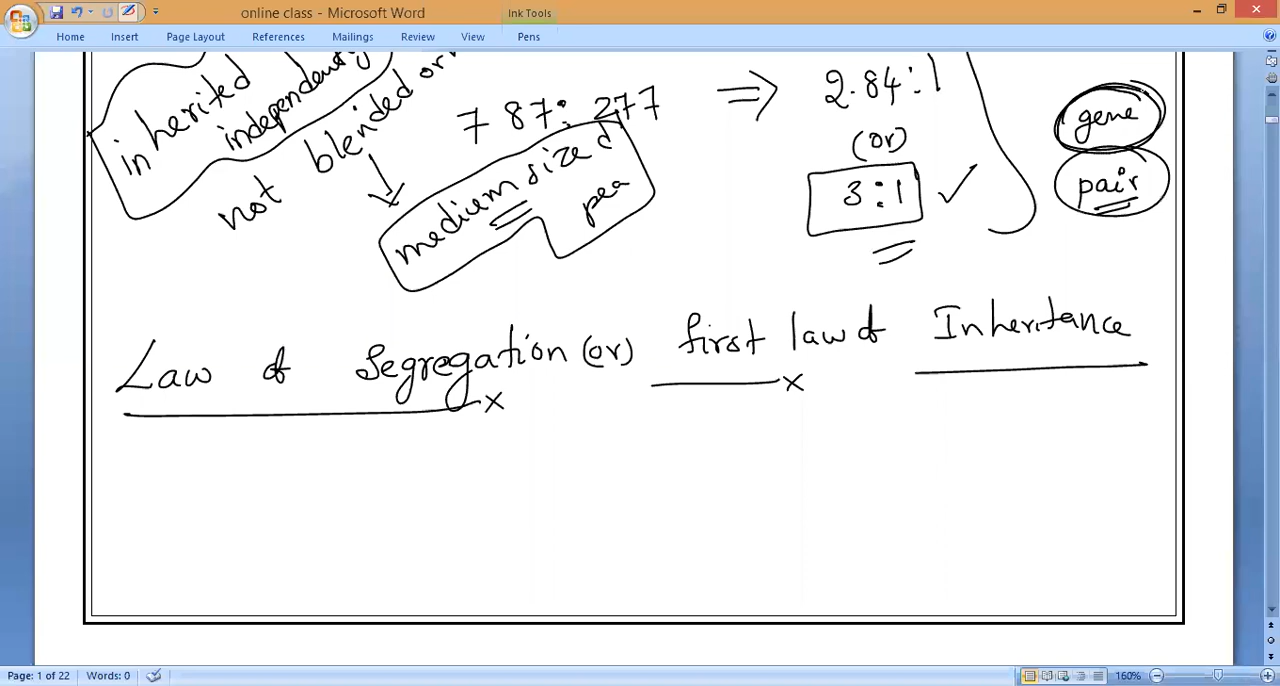 online class - Microsoft Word
Ink Tools
Home Insert Page Layout References Mailings Review View Pens
inherited
independently
not blended or
787:277 ⇒ 2.84:1
(or)
3:1 ✓
medium sized
pea
gene
pair
Law of Segregation (or) first law of Inheritance
Page: 1 of 22 Words: 0 160%